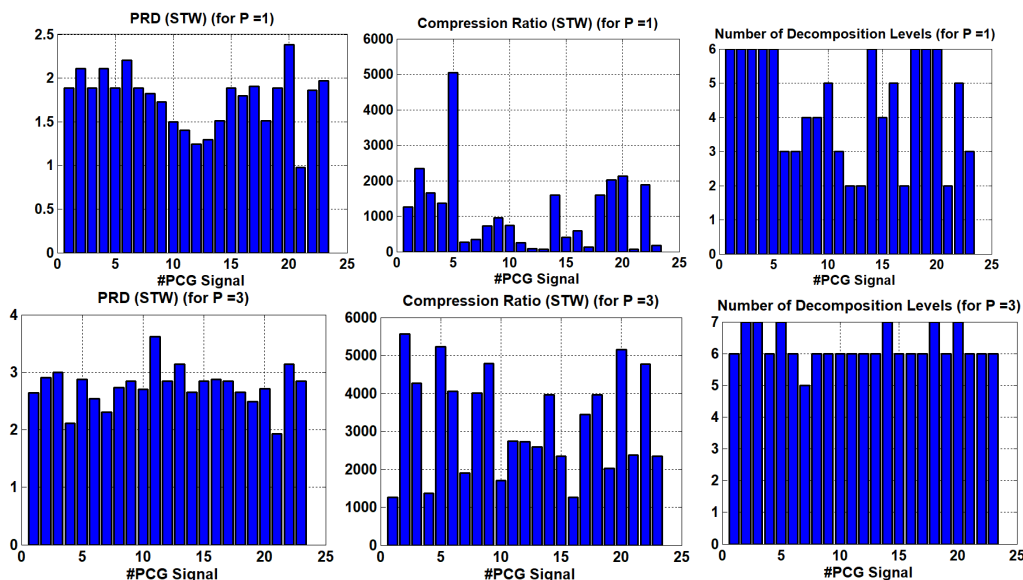 PRD (STW) (for P =1)
2.5
2
1.5
1
0.5
0
0 5 10 15 20 25
#PCG Signal
Compression Ratio (STW) (for P =1)
6000
5000
4000
3000
2000
1000
0
0 5 10 15 20 25
#PCG Signal
Number of Decomposition Levels (for P =1)
6
5
4
3
2
1
0
0 5 10 15 20 25
#PCG Signal
PRD (STW) (for P =3)
4
3
2
1
0
0 5 10 15 20 25
#PCG Signal
Compression Ratio (STW) (for P =3)
6000
5000
4000
3000
2000
1000
0
0 5 10 15 20 25
#PCG Signal
Number of Decomposition Levels (for P =3)
7
6
5
4
3
2
1
0
0 5 10 15 20 25
#PCG Signal